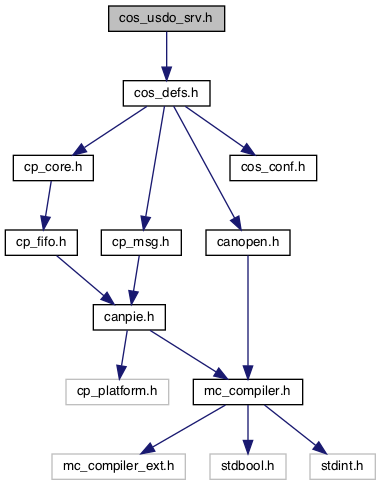 cos_usdo_srv.h
cos_defs.h
cp_core.h
cos_conf.h
cp_fifo.h
cp_msg.h
canopen.h
canpie.h
cp_platform.h
mc_compiler.h
mc_compiler_ext.h
stdbool.h
stdint.h